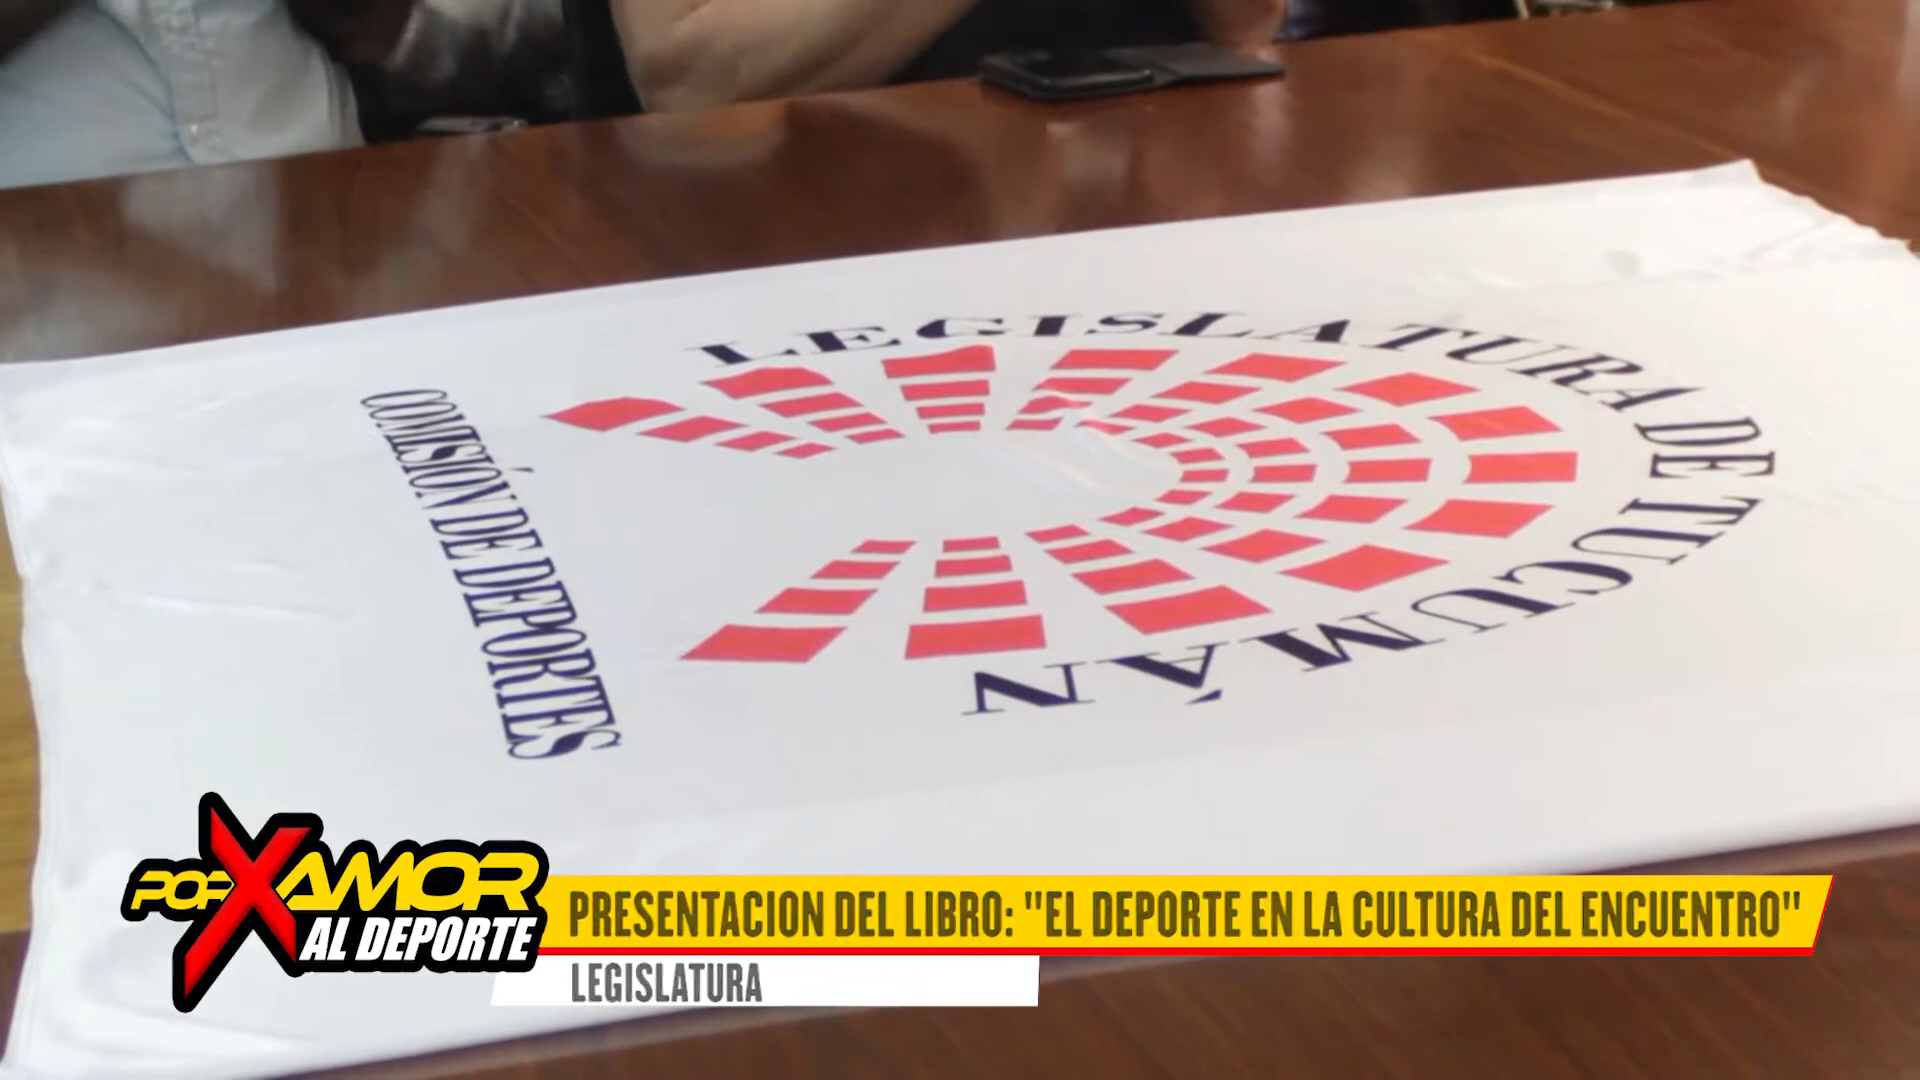 LEGISLATURA DE TUCUMÁN
COMISIÓN DE DEPORTES
POR X AMOR
AL DEPORTE
PRESENTACION DEL LIBRO: "EL DEPORTE EN LA CULTURA DEL ENCUENTRO"
LEGISLATURA